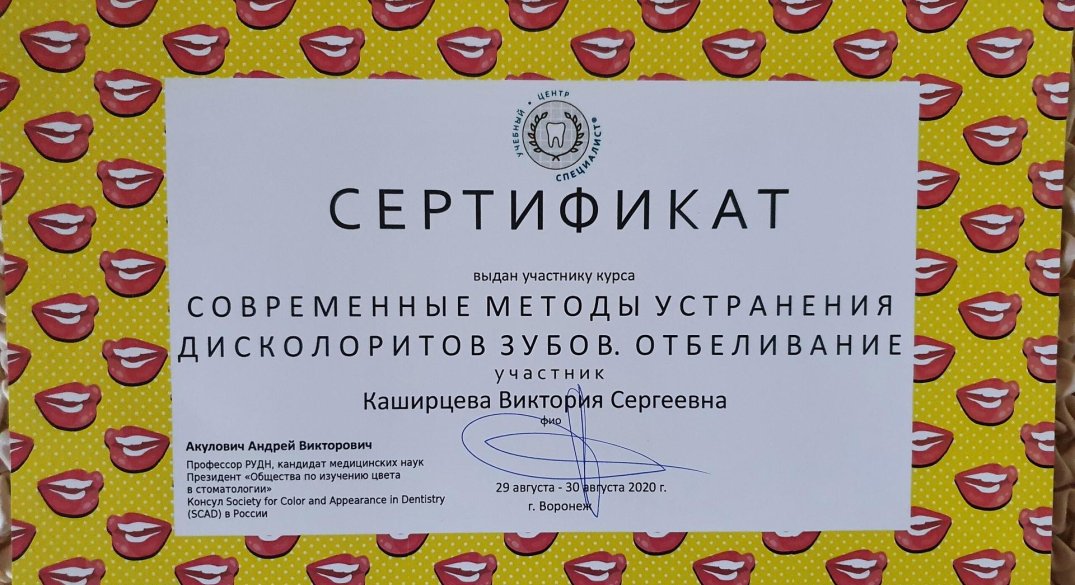 УЧЕБНЫЙ • ЦЕНТР
СПЕЦИАЛИСТ®
СЕРТИФИКАТ
выдан участнику курса
СОВРЕМЕННЫЕ МЕТОДЫ УСТРАНЕНИЯ
ДИСКОЛОРИТОВ ЗУБОВ. ОТБЕЛИВАНИЕ
участник
Каширцева Виктория Сергеевна
фио
Акулович Андрей Викторович
Профессор РУДН, кандидат медицинских наук
Президент «Общества по изучению цвета
в стоматологии»
Консул Society for Color and Appearance in Dentistry
(SCAD) в России
29 августа - 30 августа 2020 г.
г. Воронеж